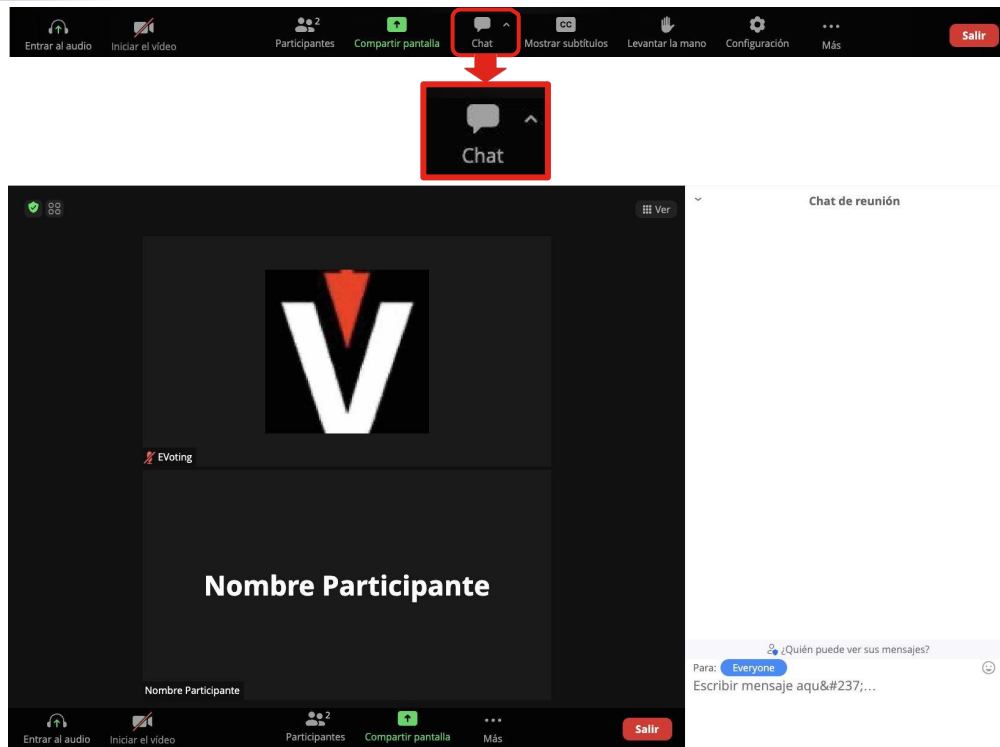 2
Entrar al audio Iniciar el vídeo Participantes Compartir pantalla Chat CC Mostrar subtítulos Levantar la mano Configuración Más Salir
Chat
Ver
Chat de reunión
V
EVoting
Nombre Participante
Nombre Participante
¿Quién puede ver sus mensajes?
Para: Everyone
Escribir mensaje aqu&#237;...
2
Entrar al audio Iniciar el vídeo Participantes Compartir pantalla Más Salir